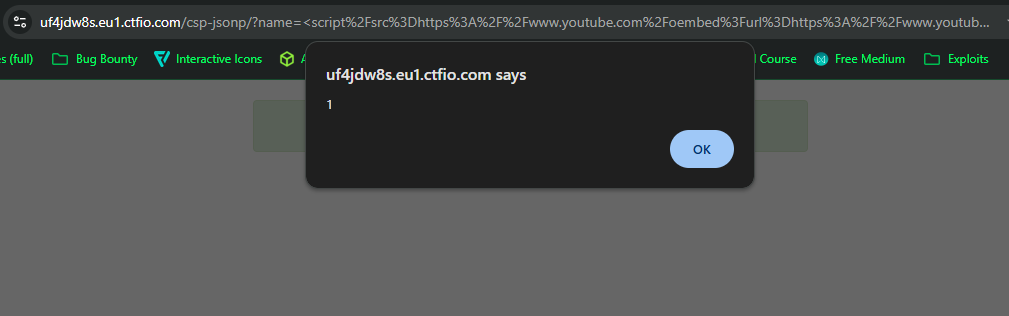 uf4jdw8s.eu1.ctfio.com/csp-jsonp/?name=<script%2Fsrc%3Dhttps%3A%2F%2Fwww.youtube.com%2Foembed%3Furl%3Dhttps%3A%2F%2Fwww.youtub...
s (full) Bug Bounty Interactive Icons Course Free Medium Exploits
uf4jdw8s.eu1.ctfio.com says
1
OK